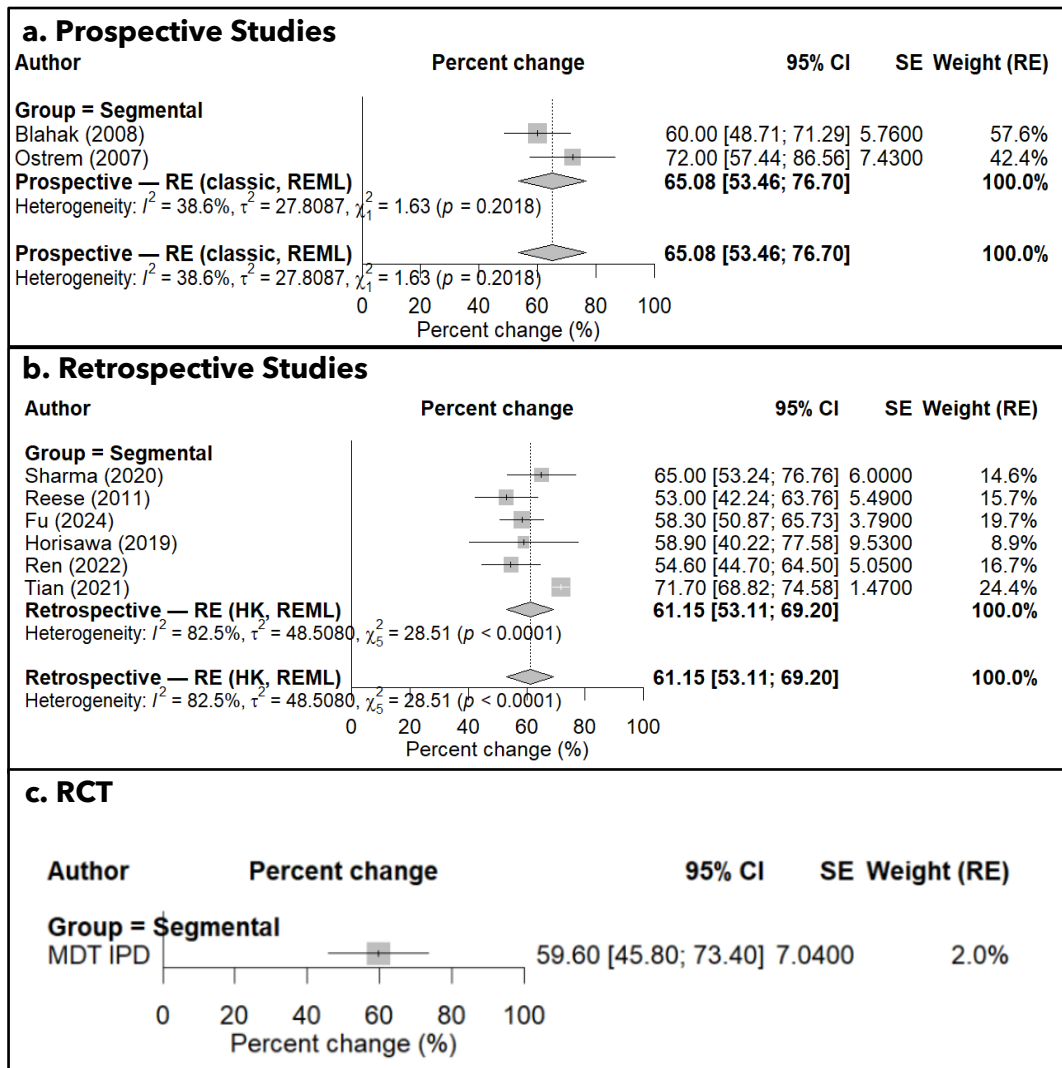 a. Prospective Studies
Author Percent change 95% CI SE Weight (RE)
Group = Segmental
Blahak (2008) 60.00 [48.71; 71.29] 5.7600 57.6%
Ostrem (2007) 72.00 [57.44; 86.56] 7.4300 42.4%
Prospective — RE (classic, REML) 65.08 [53.46; 76.70] 100.0%
Heterogeneity: I² = 38.6%, τ² = 27.8087, χ₁² = 1.63 (p = 0.2018)
Prospective — RE (classic, REML) 65.08 [53.46; 76.70] 100.0%
Heterogeneity: I² = 38.6%, τ² = 27.8087, χ₁² = 1.63 (p = 0.2018)
0 20 40 60 80 100
Percent change (%)
b. Retrospective Studies
Author Percent change 95% CI SE Weight (RE)
Group = Segmental
Sharma (2020) 65.00 [53.24; 76.76] 6.0000 14.6%
Reese (2011) 53.00 [42.24; 63.76] 5.4900 15.7%
Fu (2024) 58.30 [50.87; 65.73] 3.7900 19.7%
Horisawa (2019) 58.90 [40.22; 77.58] 9.5300 8.9%
Ren (2022) 54.60 [44.70; 64.50] 5.0500 16.7%
Tian (2021) 71.70 [68.82; 74.58] 1.4700 24.4%
Retrospective — RE (HK, REML) 61.15 [53.11; 69.20] 100.0%
Heterogeneity: I² = 82.5%, τ² = 48.5080, χ₅² = 28.51 (p < 0.0001)
Retrospective — RE (HK, REML) 61.15 [53.11; 69.20] 100.0%
Heterogeneity: I² = 82.5%, τ² = 48.5080, χ₅² = 28.51 (p < 0.0001)
0 20 40 60 80 100
Percent change (%)
c. RCT
Author Percent change 95% CI SE Weight (RE)
Group = Segmental
MDT IPD 59.60 [45.80; 73.40] 7.0400 2.0%
0 20 40 60 80 100
Percent change (%)